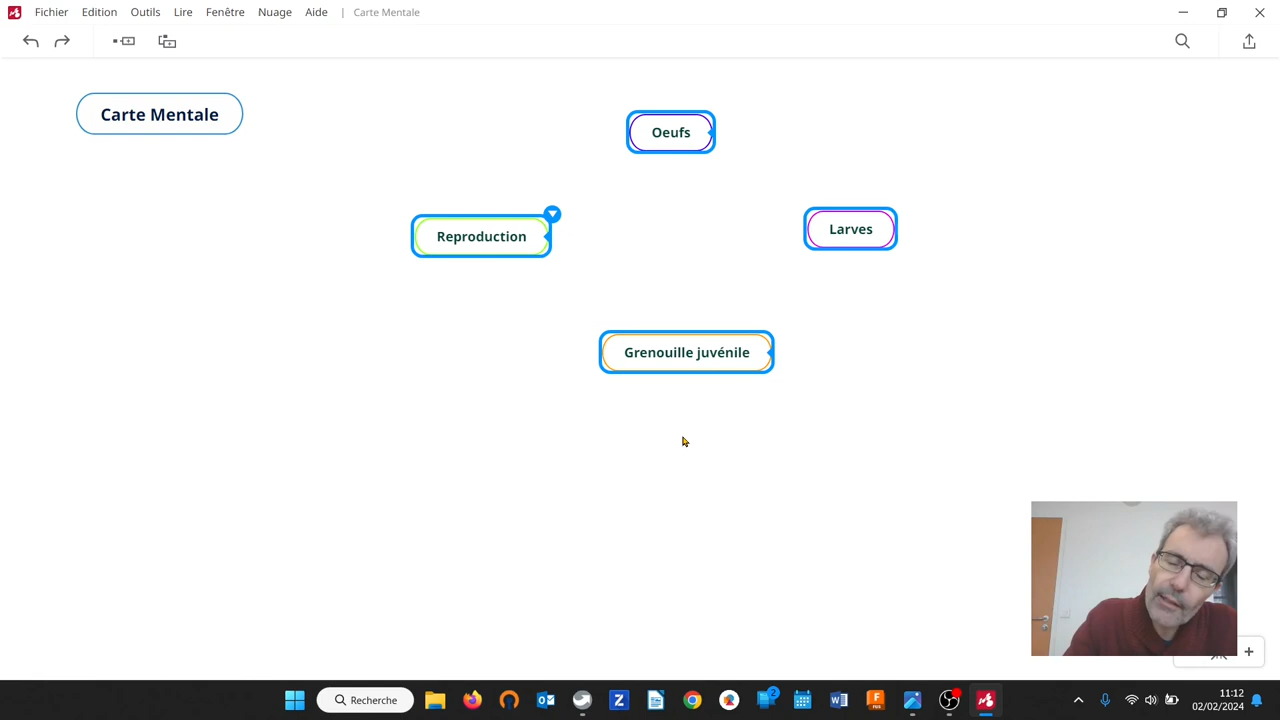 Fichier Edition Outils Lire Fenêtre Nuage Aide | Carte Mentale
Carte Mentale
Oeufs
Reproduction
Larves
Grenouille juvénile
Recherche
2
11:12
02/02/2024